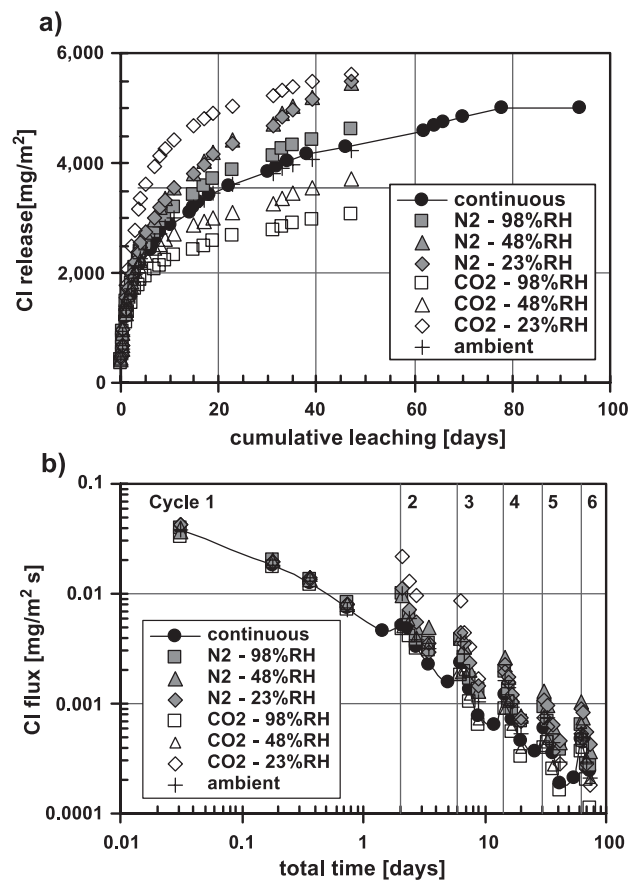 a)
6,000
4,000
2,000
0
Cl release[mg/m²]
continuous
N2 - 98%RH
N2 - 48%RH
N2 - 23%RH
CO2 - 98%RH
CO2 - 48%RH
CO2 - 23%RH
ambient
0 20 40 60 80 100
cumulative leaching [days]
b)
0.1
0.01
0.001
0.0001
Cl flux [mg/m² s]
Cycle 1 2 3 4 5 6
continuous
N2 - 98%RH
N2 - 48%RH
N2 - 23%RH
CO2 - 98%RH
CO2 - 48%RH
CO2 - 23%RH
ambient
0.01 0.1 1 10 100
total time [days]